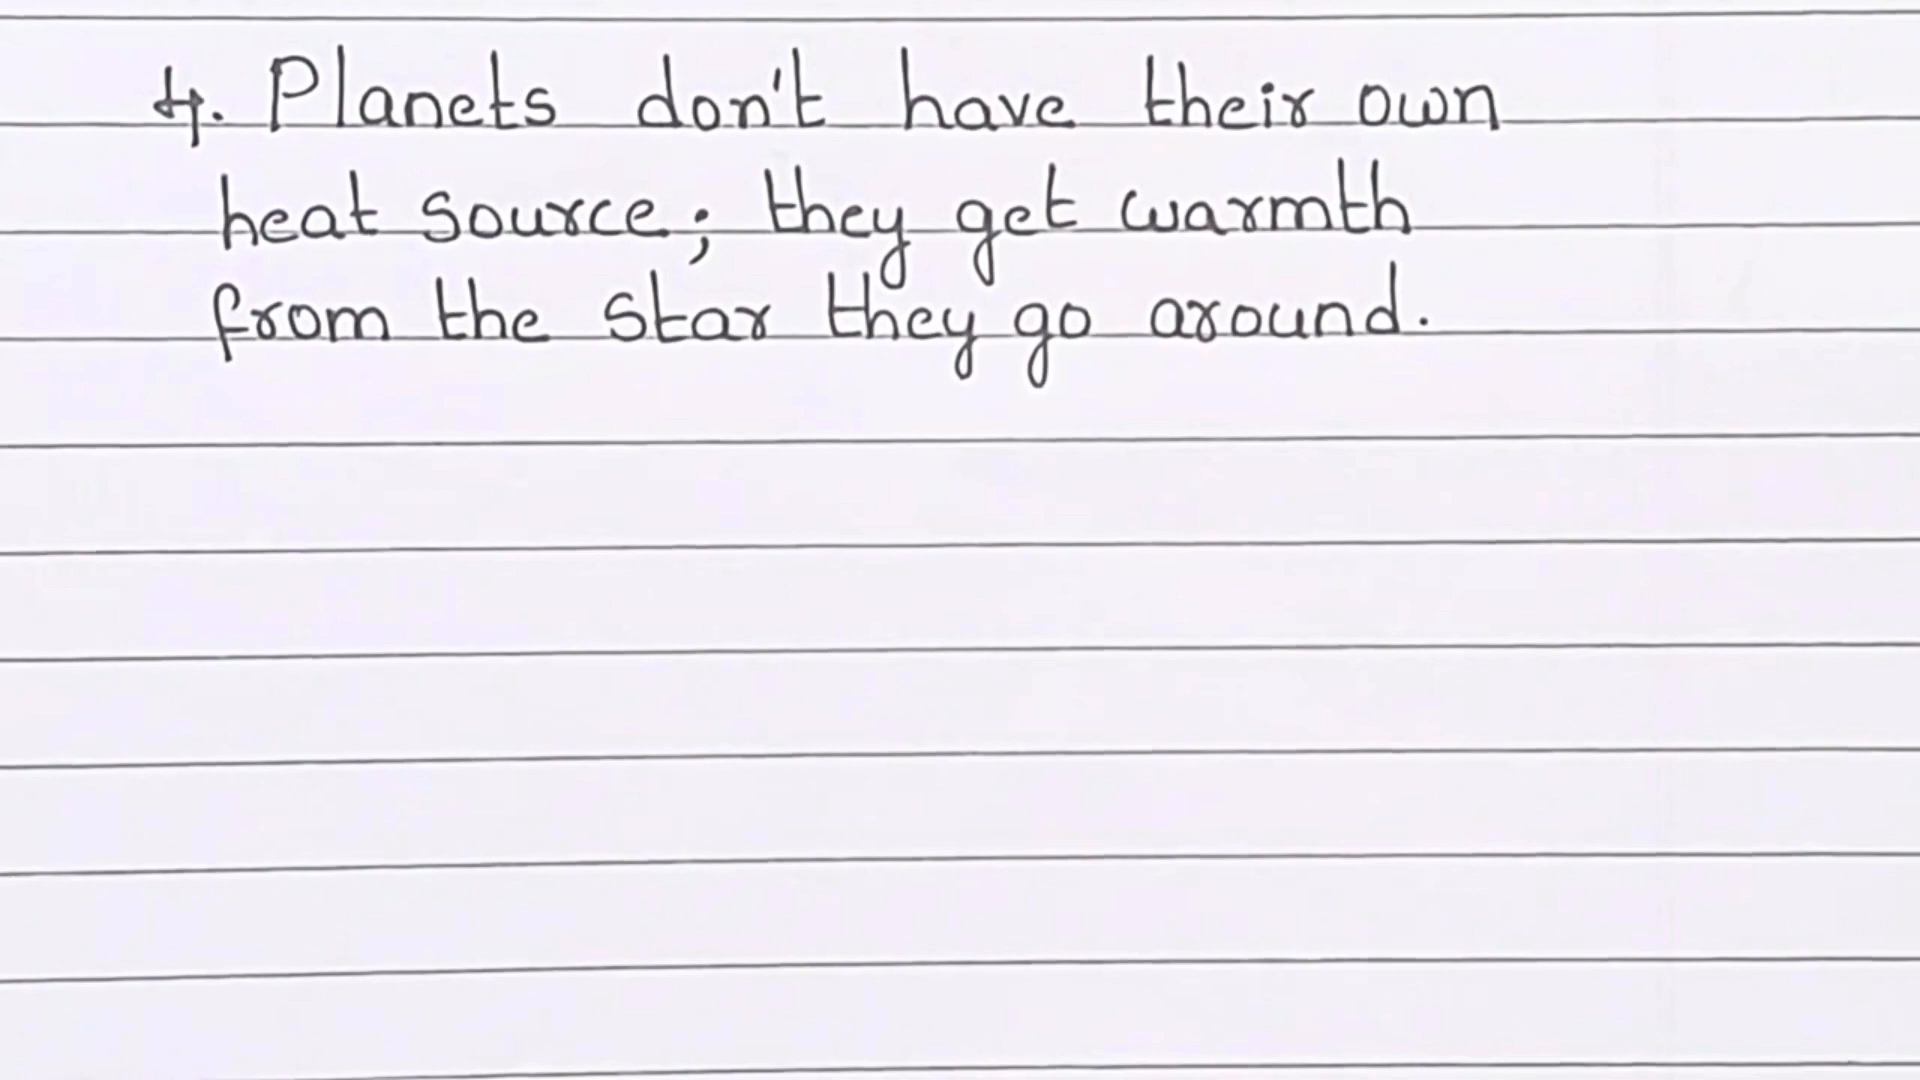 4. Planets don't have their own
heat source; they get warmth
from the star they go around.